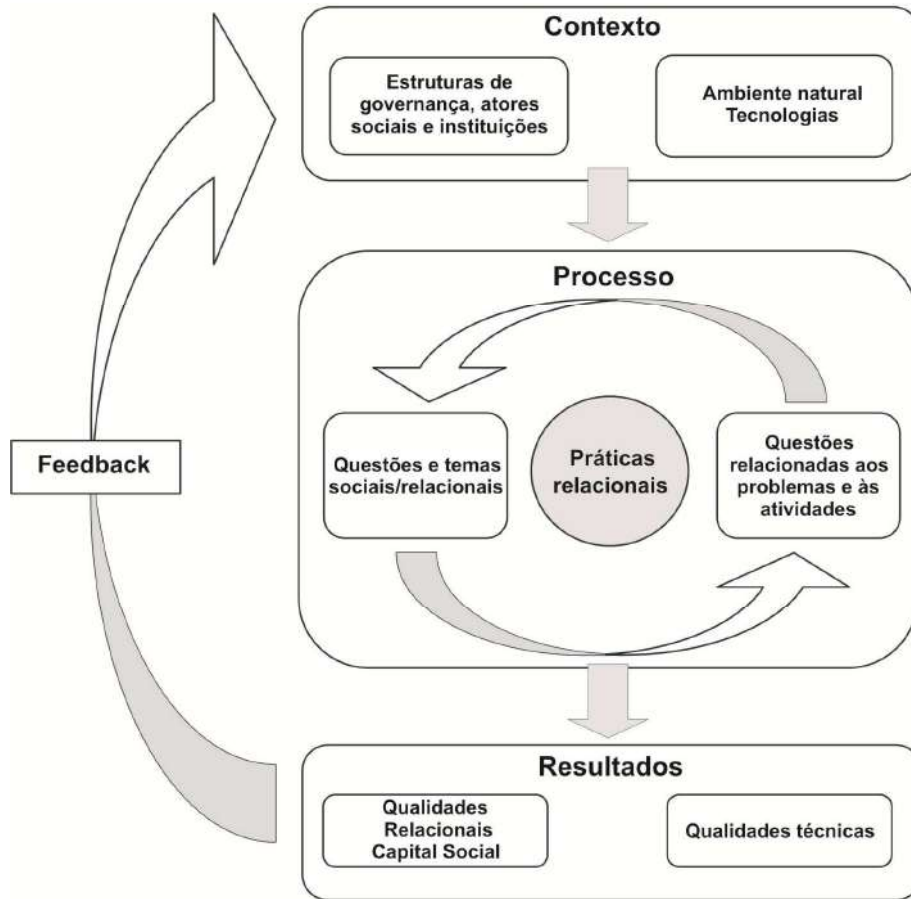 Contexto
Estruturas de
governança, atores
sociais e instituições
Ambiente natural
Tecnologias
Processo
Questões e temas
sociais/relacionais
Práticas
relacionais
Questões
relacionadas aos
problemas e às
atividades
Feedback
Resultados
Qualidades
Relacionais
Capital Social
Qualidades técnicas